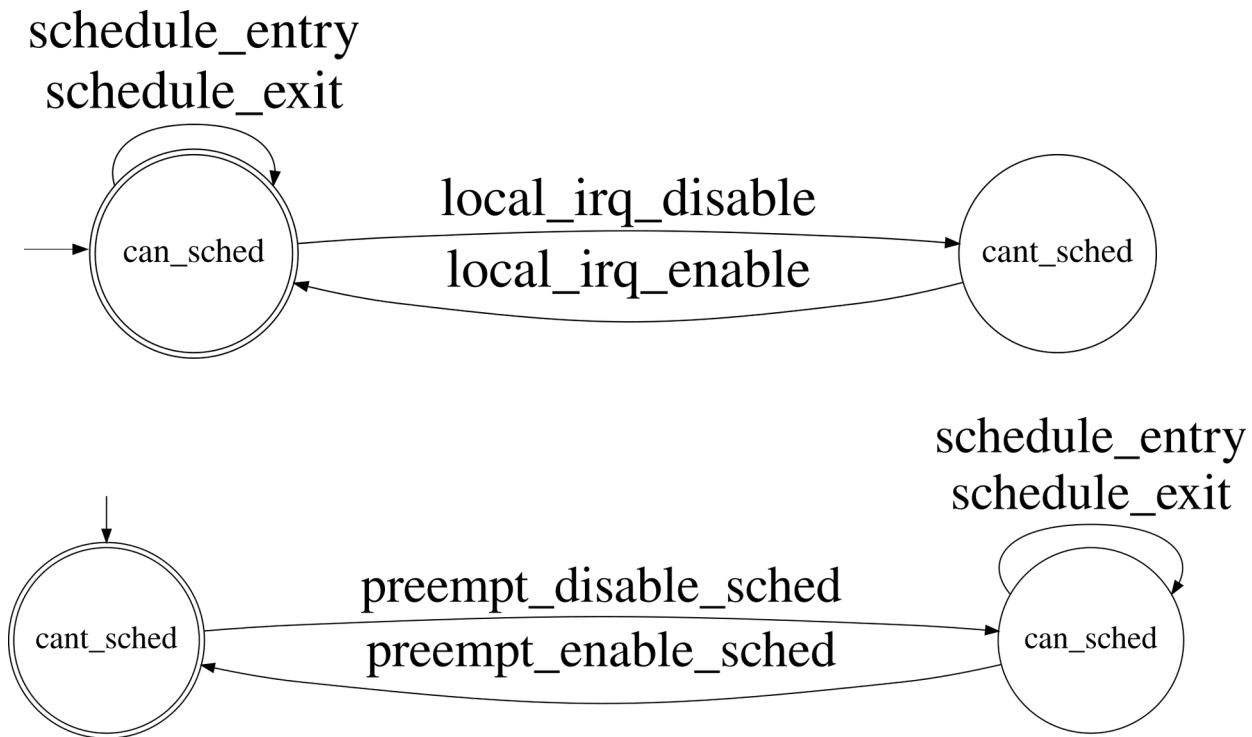 schedule_entry
schedule_exit
can_sched
local_irq_disable
local_irq_enable
cant_sched
schedule_entry
schedule_exit
cant_sched
preempt_disable_sched
preempt_enable_sched
can_sched